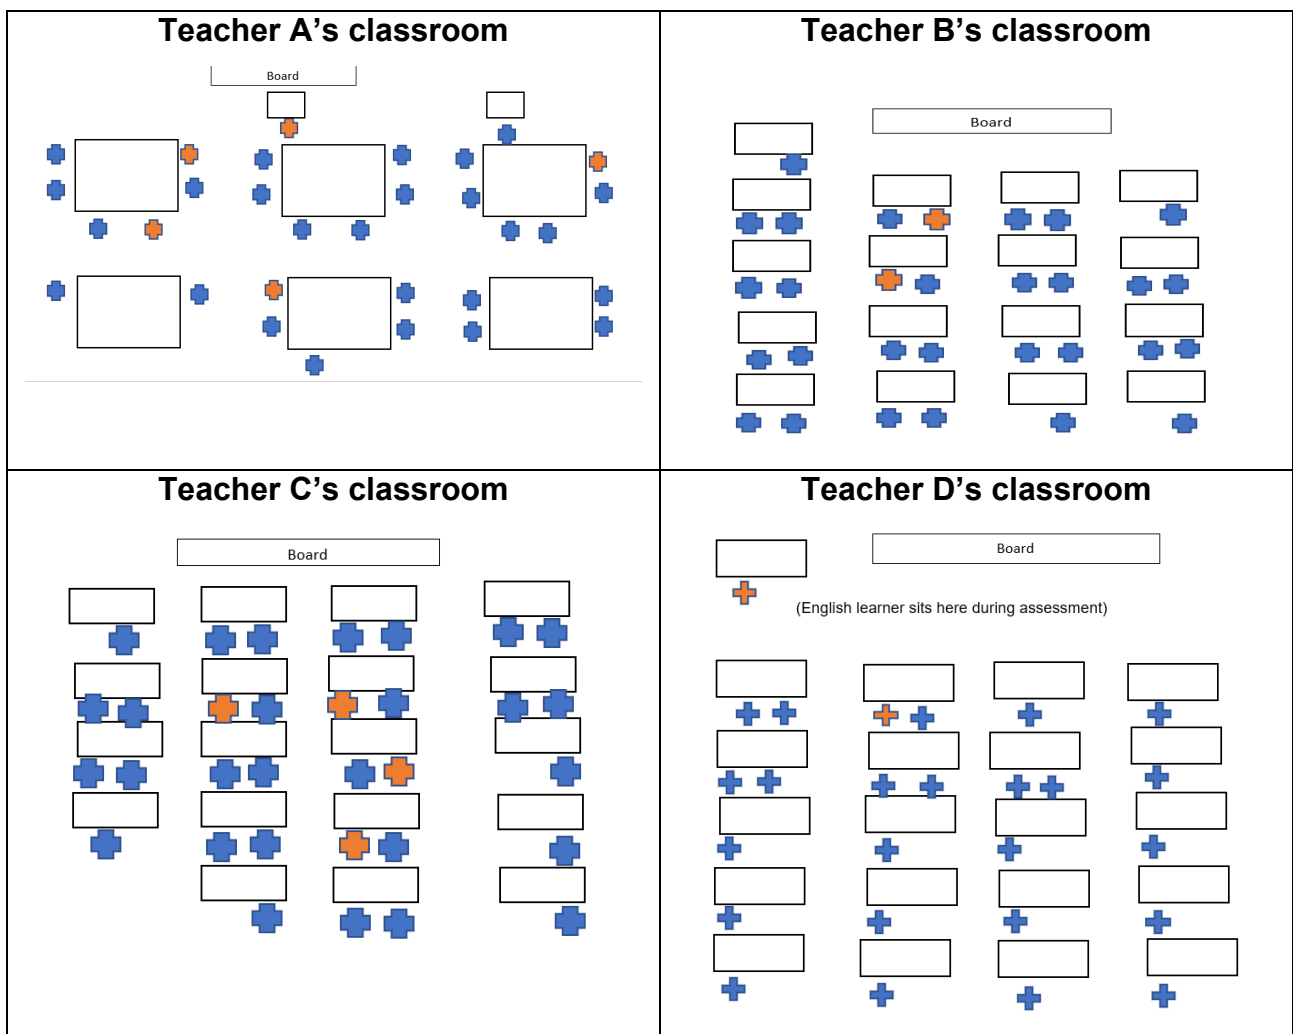 Teacher A’s classroom
Board
Teacher B’s classroom
Board
Teacher C’s classroom
Board
Teacher D’s classroom
Board
(English learner sits here during assessment)